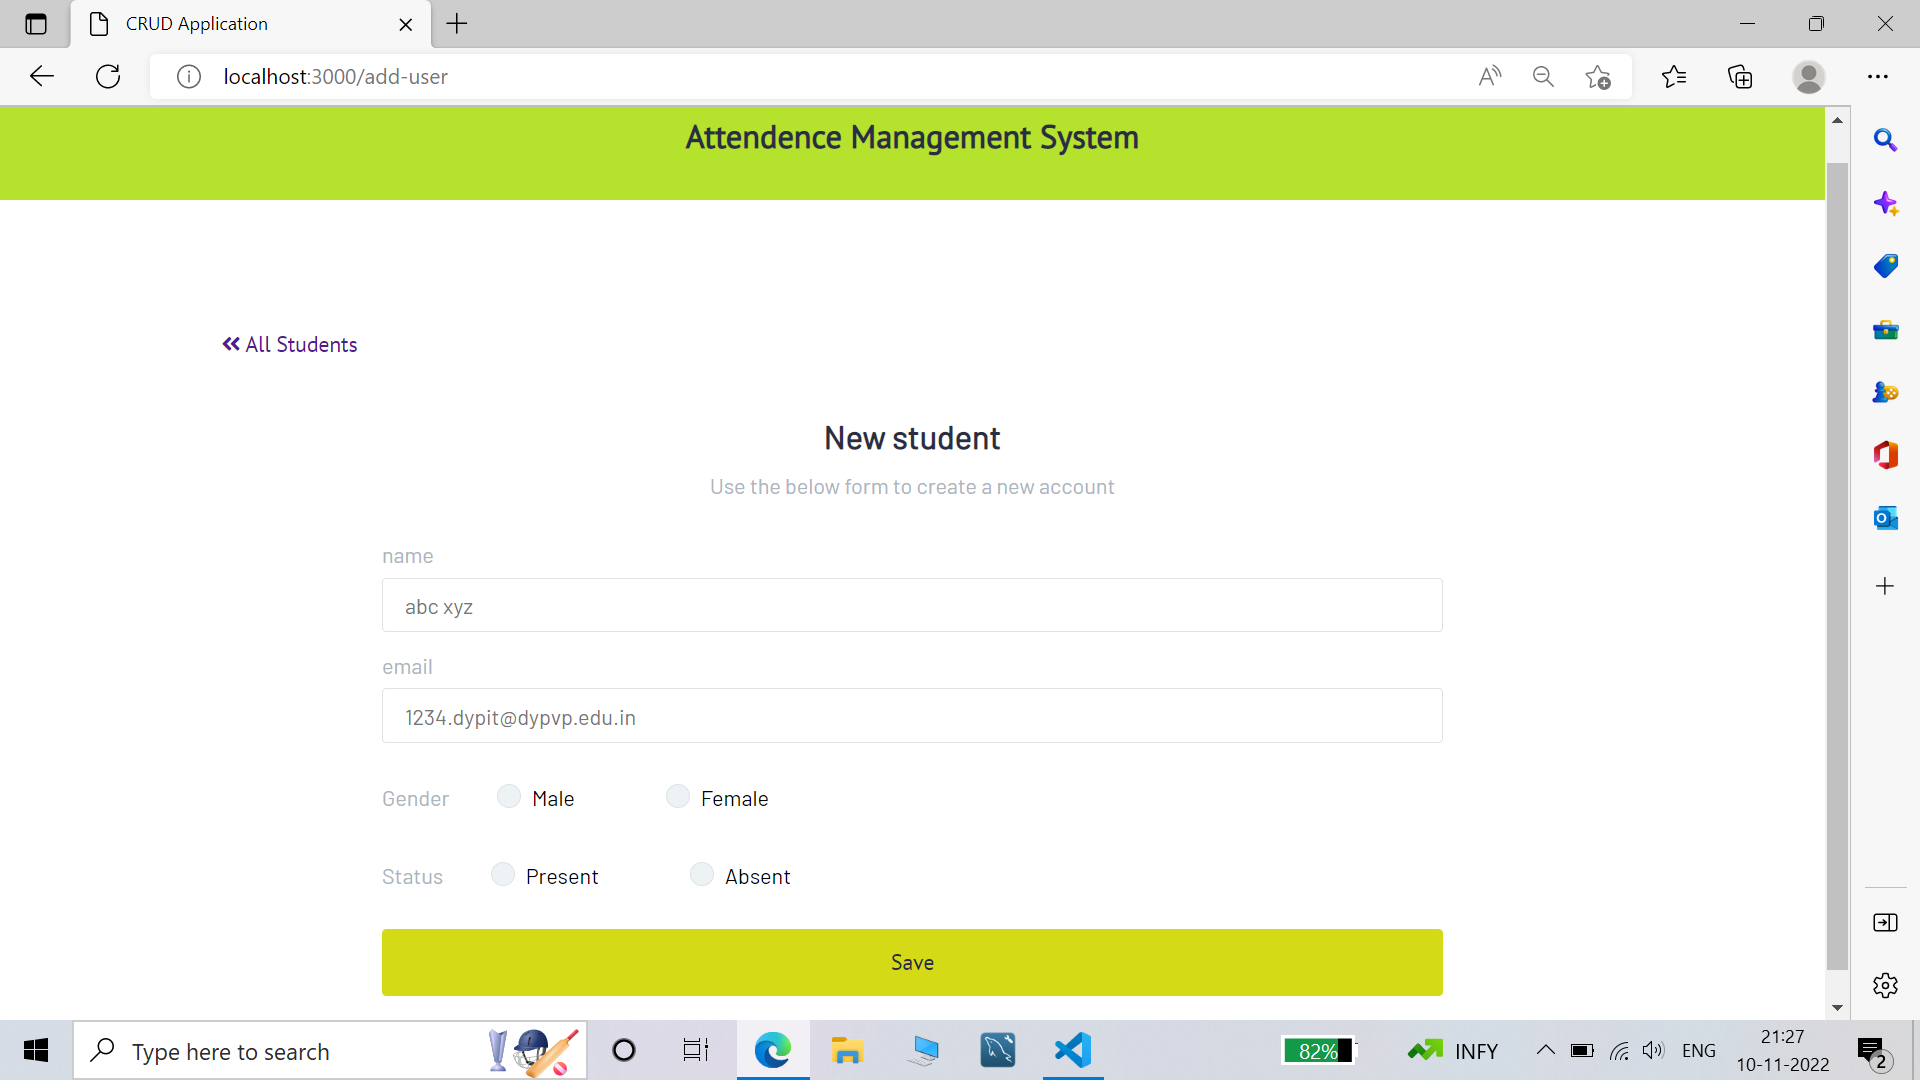 CRUD Application
localhost:3000/add-user
Attendence Management System
All Students
New student
Use the below form to create a new account
name
abc xyz
email
1234.dypit@dypvp.edu.in
Gender Male Female
Status Present Absent
Save
Type here to search
82%
INFY
ENG
21:27
10-11-2022
2